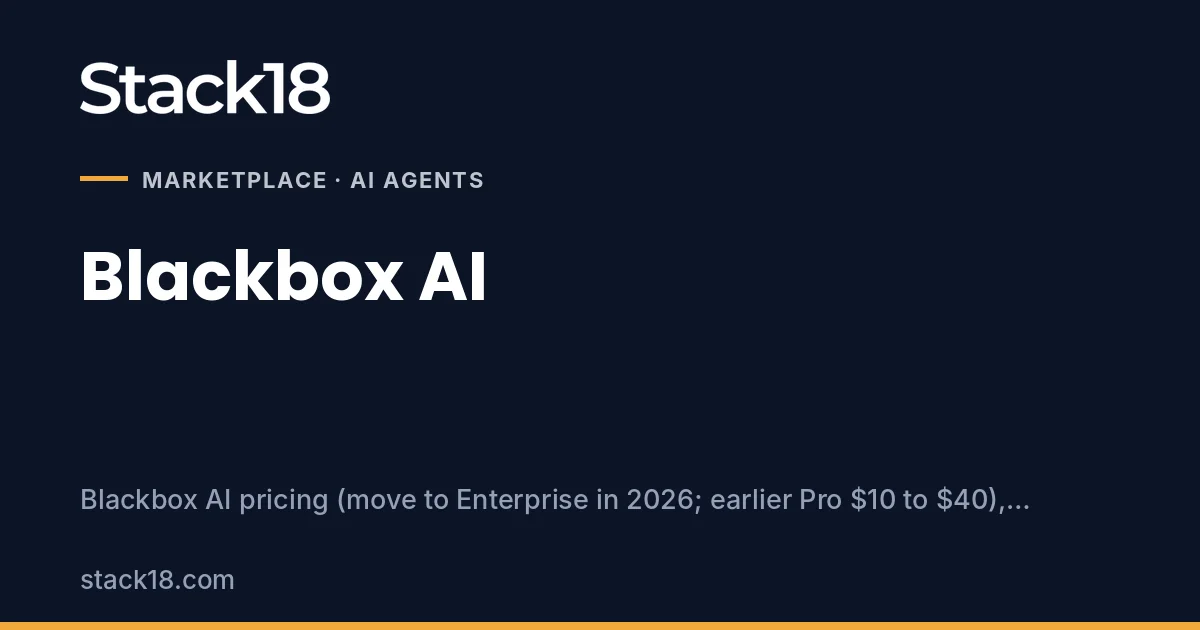 Stack18
MARKETPLACE · AI AGENTS
Blackbox AI
Blackbox AI pricing (move to Enterprise in 2026; earlier Pro $10 to $40),...
stack18.com